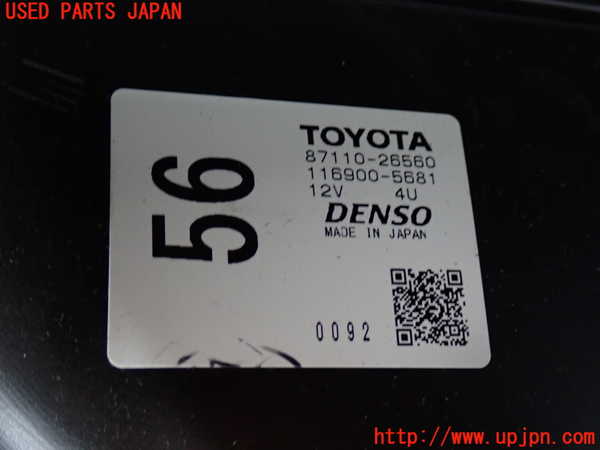 USED PARTS JAPAN
TOYOTA
87110-26560
116900-5681
12V 4U
DENSO
MADE IN JAPAN
56
0092
http://www.upjpn.com/